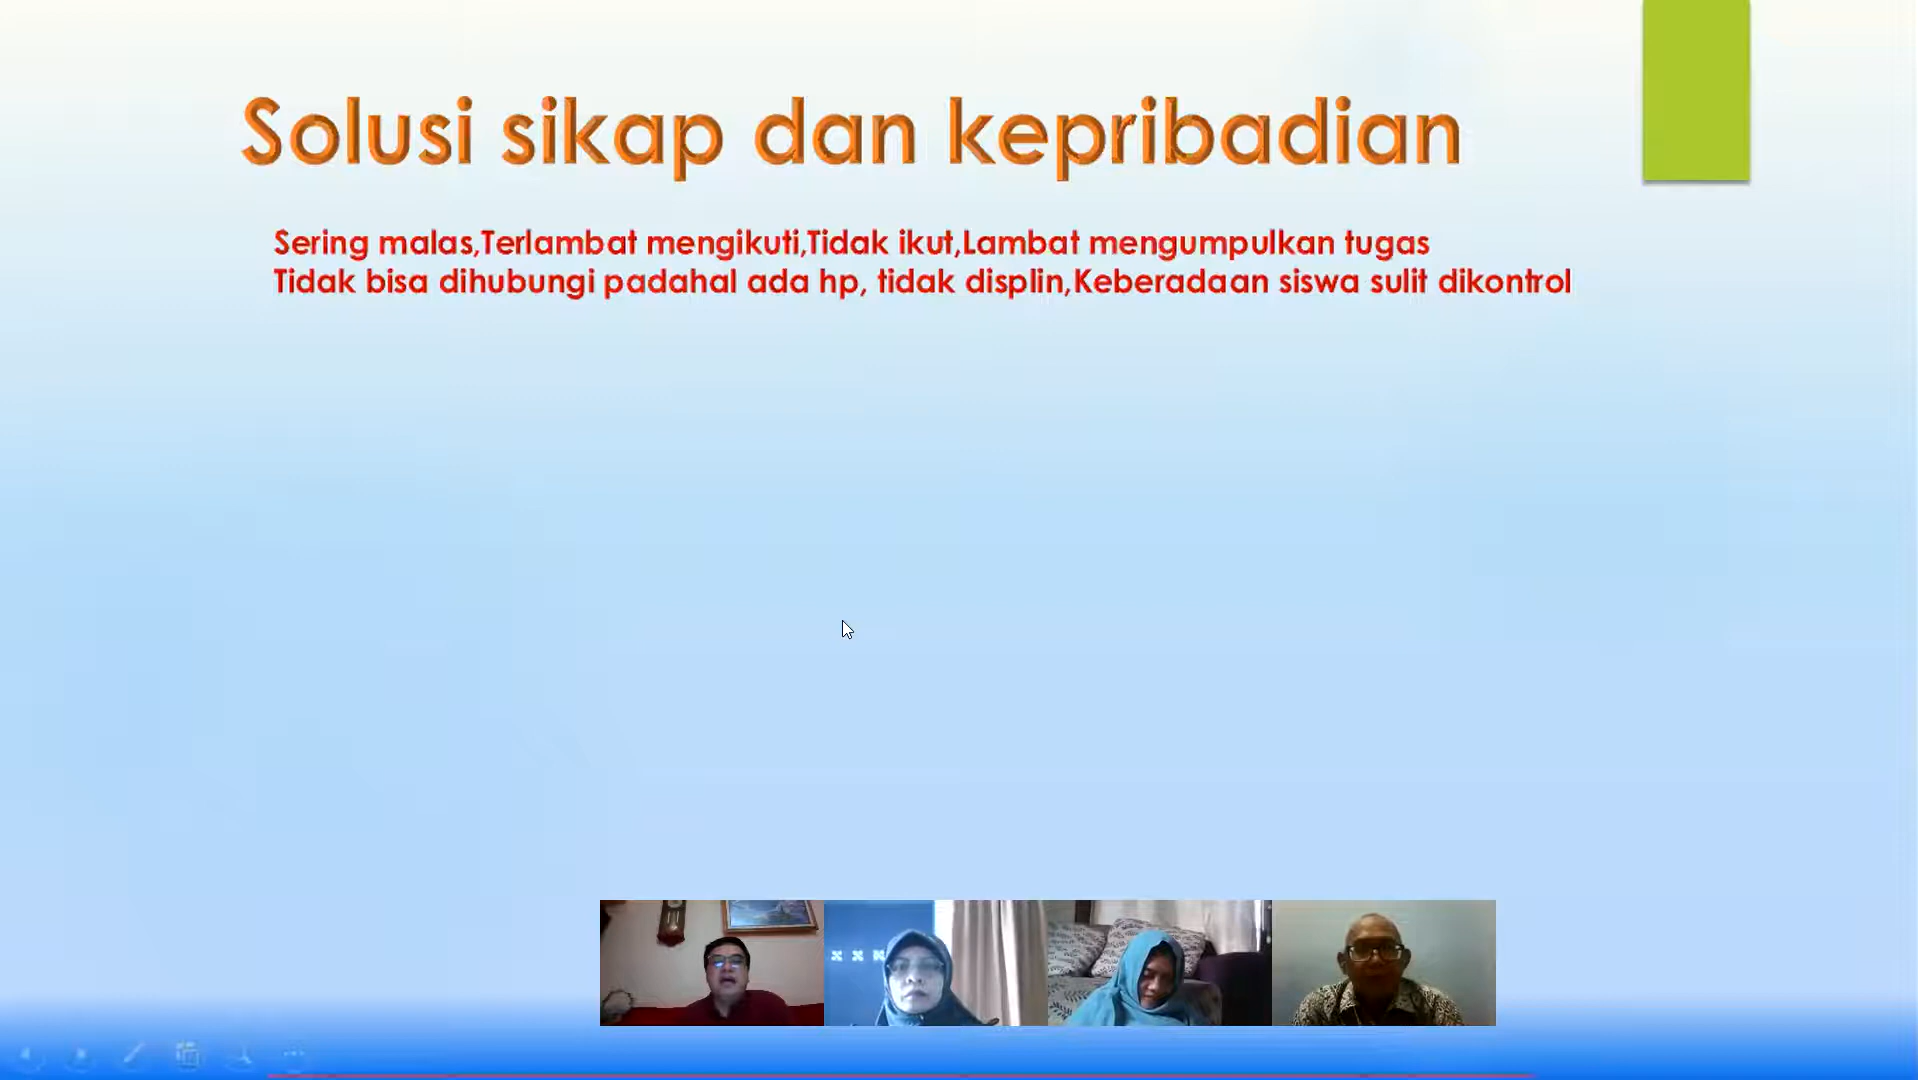 Solusi sikap dan kepribadian
Sering malas,Terlambat mengikuti,Tidak ikut,Lambat mengumpulkan tugas
Tidak bisa dihubungi padahal ada hp, tidak displin,Keberadaan siswa sulit dikontrol